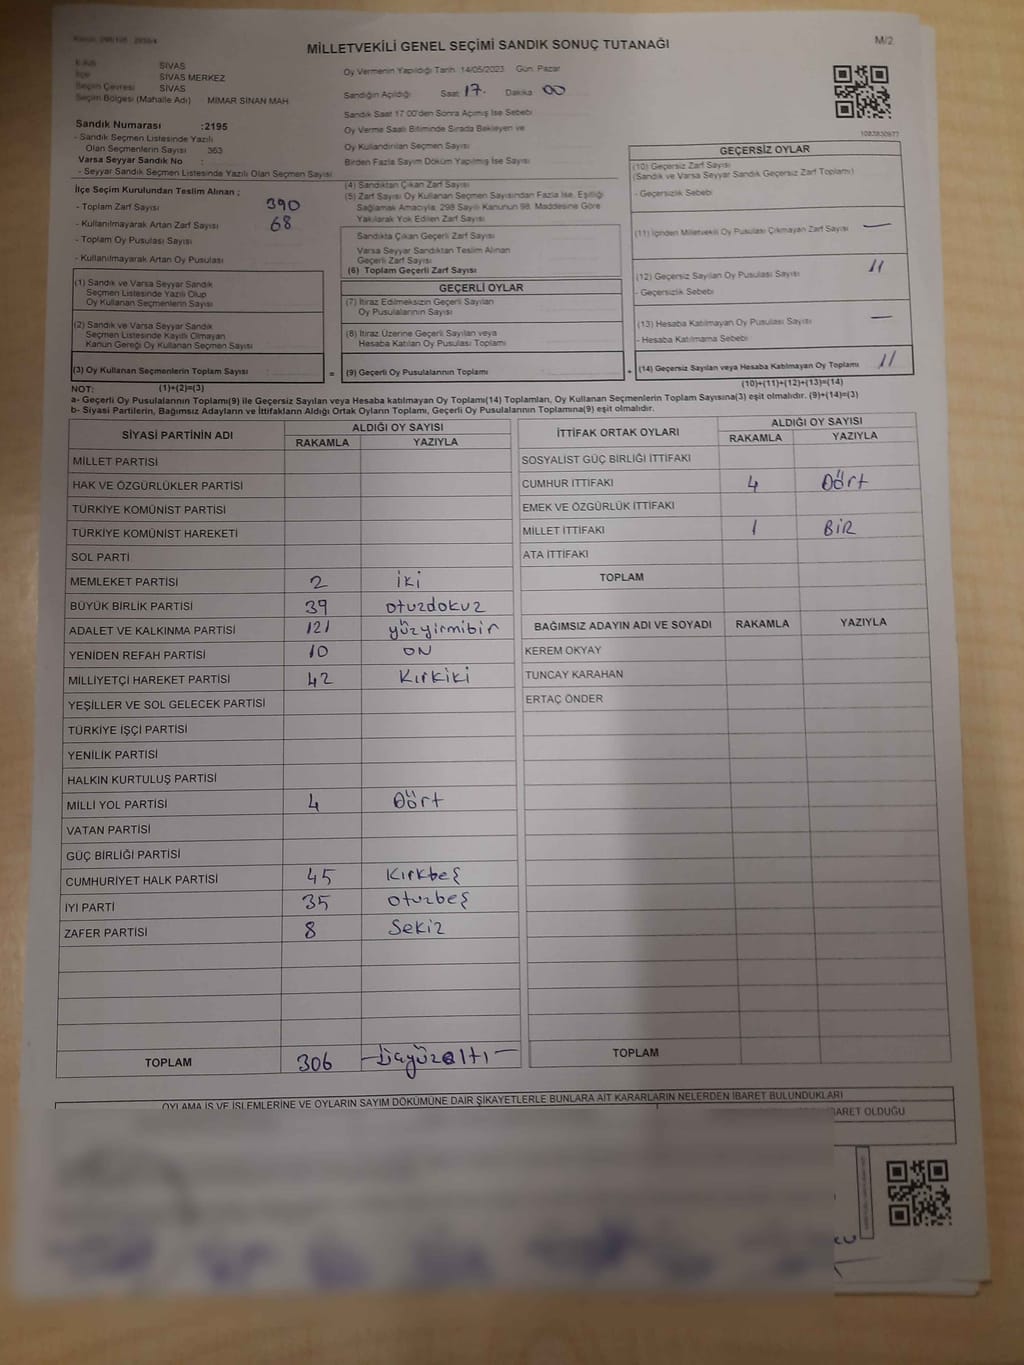 MİLLETVEKİLİ GENEL SEÇİMİ SANDIK SONUÇ TUTANAĞI
M/2
SİVAS
İlçe SİVAS MERKEZ
Seçim Çevresi SİVAS
Seçim Bölgesi (Mahalle Adı) MİMAR SİNAN MAH
Sandık Numarası :2195
- Sandık Seçmen Listesinde Yazılı
Olan Seçmenlerin Sayısı 363
Varsa Seyyar Sandık No :
- Seyyar Sandık Seçmen Listesinde Yazılı Olan Seçmen Sayısı
İlçe Seçim Kurulundan Teslim Alınan ;
- Toplam Zarf Sayısı 390
- Kullanılmayarak Artan Zarf Sayısı 68
- Toplam Oy Pusulası Sayısı
- Kullanılmayarak Artan Oy Pusulası
(1) Sandık ve Varsa Seyyar Sandık
Seçmen Listesinde Yazılı Olup
Oy Kullanan Seçmenlerin Sayısı
(2) Sandık ve Varsa Seyyar Sandık
Seçmen Listesinde Kayıtlı Olmayan
Kanun Gereği Oy Kullanan Seçmen Sayısı
(3) Oy Kullanan Seçmenlerin Toplam Sayısı :
(1)+(2)=(3)
Oy Vermenin Yapıldığı Tarih :14/05/2023 Gün: Pazar
Sandığın Açıldığı Saat 17. Dakika 00
Sandık Saat 17:00'den Sonra Açılmış İse Sebebi
Oy Verme Saati Bitiminde Sırada Bekleyen ve
Oy Kullandırılan Seçmen Sayısı
Birden Fazla Sayım Döküm Yapılmış İse Sayısı
(4) Sandıktan Çıkan Zarf Sayısı
(5) Zarf Sayısı Oy Kullanan Seçmen Sayısından Fazla İse, Eşitliği
Sağlamak Amacıyla, 298 Sayılı Kanunun 98. Maddesine Göre
Yakılarak Yok Edilen Zarf Sayısı
Sandıkta Çıkan Geçerli Zarf Sayısı
Varsa Seyyar Sandıktan Teslim Alınan
Geçerli Zarf Sayısı
(6) Toplam Geçerli Zarf Sayısı
GEÇERLİ OYLAR
(7) İtiraz Edilmeksizin Geçerli Sayılan
Oy Pusulalarının Sayısı
(8) İtiraz Üzerine Geçerli Sayılan veya
Hesaba Katılan Oy Pusulası Toplamı
= (9) Geçerli Oy Pusulalarının Toplamı
1083830977
GEÇERSİZ OYLAR
(10) Geçersiz Zarf Sayısı
(Sandık ve Varsa Seyyar Sandık Geçersiz Zarf Toplamı)
- Geçersizlik Sebebi
(11) İçinden Milletvekili Oy Pusulası Çıkmayan Zarf Sayısı —
(12) Geçersiz Sayılan Oy Pusulası Sayısı 11
- Geçersizlik Sebebi
(13) Hesaba Katılmayan Oy Pusulası Sayısı —
- Hesaba Katılmama Sebebi
+ (14) Geçersiz Sayılan veya Hesaba Katılmayan Oy Toplamı 11
(10)+(11)+(12)+(13)=(14)
NOT:
a- Geçerli Oy Pusulalarının Toplamı(9) ile Geçersiz Sayılan veya Hesaba katılmayan Oy Toplamı(14) Toplamları, Oy Kullanan Seçmenlerin Toplam Sayısına(3) eşit olmalıdır. (9)+(14)=(3)
b- Siyasi Partilerin, Bağımsız Adayların ve İttifakların Aldığı Ortak Oyların Toplamı, Geçerli Oy Pusulalarının Toplamına(9) eşit olmalıdır.
SİYASİ PARTİNİN ADI ALDIĞI OY SAYISI
RAKAMLA YAZIYLA
MİLLET PARTİSİ
HAK VE ÖZGÜRLÜKLER PARTİSİ
TÜRKİYE KOMÜNİST PARTİSİ
TÜRKİYE KOMÜNİST HAREKETİ
SOL PARTİ
MEMLEKET PARTİSİ 2 iki
BÜYÜK BİRLİK PARTİSİ 39 otuzdokuz
ADALET VE KALKINMA PARTİSİ 121 yüzyirmibir
YENİDEN REFAH PARTİSİ 10 ON
MİLLİYETÇİ HAREKET PARTİSİ 42 Kırkiki
YEŞİLLER VE SOL GELECEK PARTİSİ
TÜRKİYE İŞÇİ PARTİSİ
YENİLİK PARTİSİ
HALKIN KURTULUŞ PARTİSİ
MİLLİ YOL PARTİSİ 4 Dört
VATAN PARTİSİ
GÜÇ BİRLİĞİ PARTİSİ
CUMHURİYET HALK PARTİSİ 45 Kırkbeş
İYİ PARTİ 35 otuzbeş
ZAFER PARTİSİ 8 Sekiz
TOPLAM 306 —üçyüzaltı—
İTTİFAK ORTAK OYLARI ALDIĞI OY SAYISI
RAKAMLA YAZIYLA
SOSYALİST GÜÇ BİRLİĞİ İTTİFAKI
CUMHUR İTTİFAKI 4 Dört
EMEK VE ÖZGÜRLÜK İTTİFAKI
MİLLET İTTİFAKI 1 BİR
ATA İTTİFAKI
TOPLAM
BAĞIMSIZ ADAYIN ADI VE SOYADI RAKAMLA YAZIYLA
KEREM OKYAY
TUNCAY KARAHAN
ERTAÇ ÖNDER
TOPLAM
OYLAMA İŞ VE İŞLEMLERİNE VE OYLARIN SAYIM DÖKÜMÜNE DAİR ŞİKAYETLERLE BUNLARA AİT KARARLARIN NELERDEN İBARET BULUNDUKLARI
BARET OLDUĞU